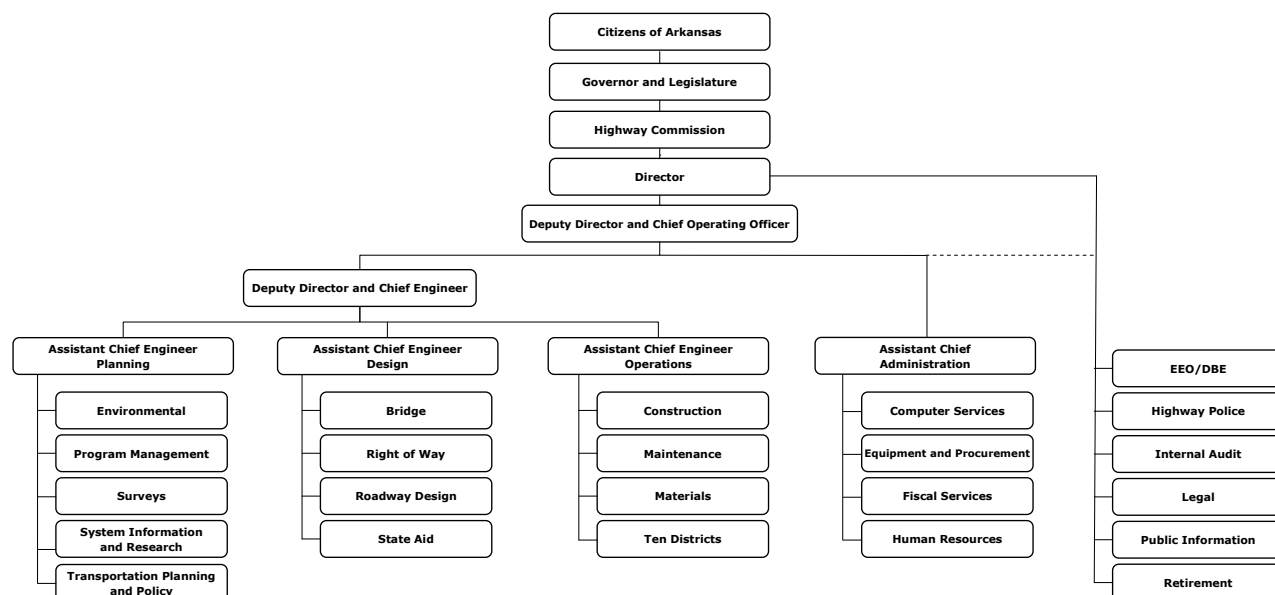 Citizens of Arkansas
Governor and Legislature
Highway Commission
Director
Deputy Director and Chief Operating Officer
Deputy Director and Chief Engineer
Assistant Chief Engineer
Planning
Environmental
Program Management
Surveys
System Information
and Research
Transportation Planning
and Policy
Assistant Chief Engineer
Design
Bridge
Right of Way
Roadway Design
State Aid
Assistant Chief Engineer
Operations
Construction
Maintenance
Materials
Ten Districts
Assistant Chief
Administration
Computer Services
Equipment and Procurement
Fiscal Services
Human Resources
EEO/DBE
Highway Police
Internal Audit
Legal
Public Information
Retirement